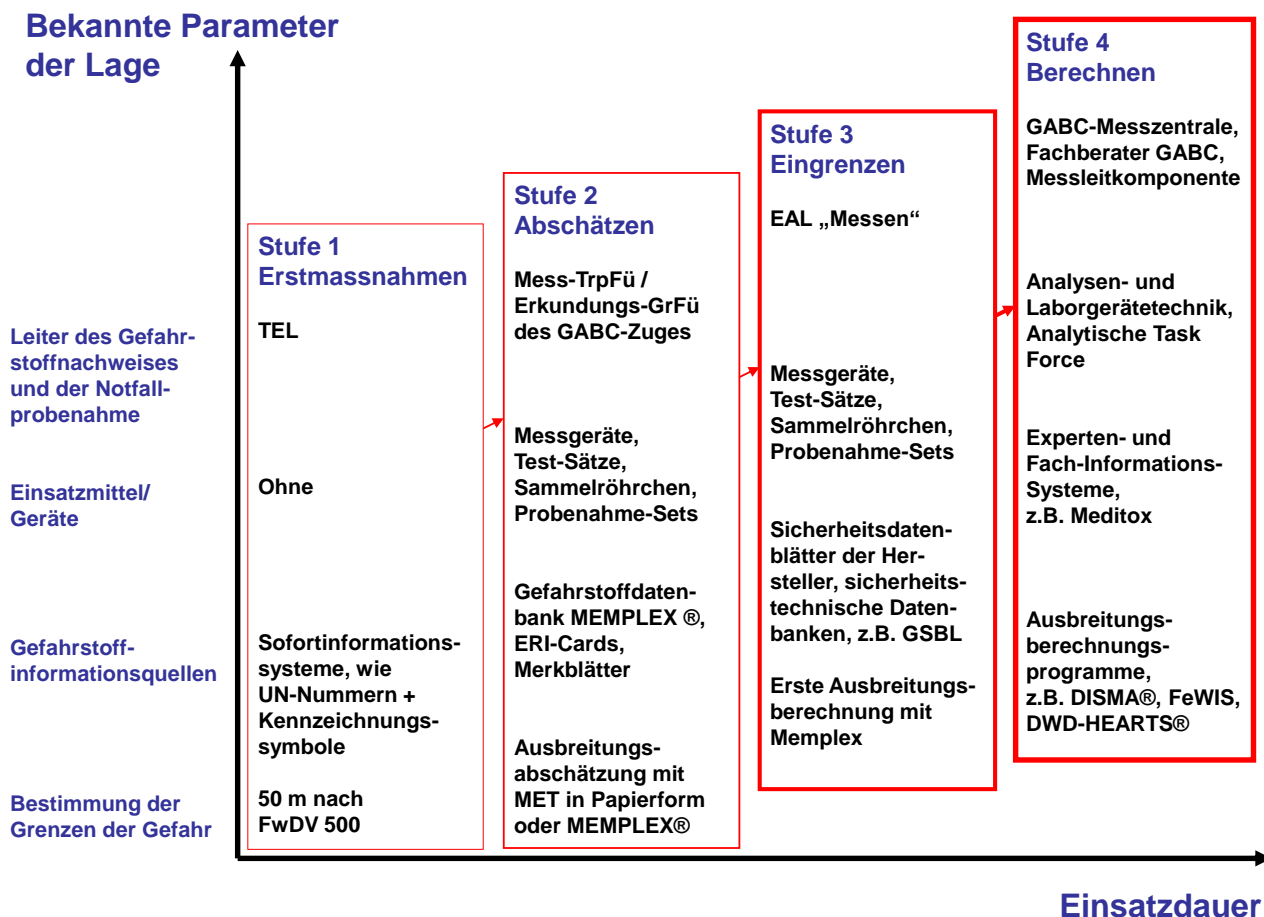 Bekannte Parameter
der Lage
Leiter des Gefahr-
stoffnachweises
und der Notfall-
probenahme
Einsatzmittel/
Geräte
Gefahrstoff-
informationsquellen
Bestimmung der
Grenzen der Gefahr
Stufe 1
Erstmassnahmen
TEL
Ohne
Sofortinformations-
systeme, wie
UN-Nummern +
Kennzeichnungs-
symbole
50 m nach
FwDV 500
Stufe 2
Abschätzen
Mess-TrpFü /
Erkundungs-GrFü
des GABC-Zuges
Messgeräte,
Test-Sätze,
Sammelröhrchen,
Probenahme-Sets
Gefahrstoffdaten-
bank MEMPLEX ®,
ERI-Cards,
Merkblätter
Ausbreitungs-
abschätzung mit
MET in Papierform
oder MEMPLEX®
Stufe 3
Eingrenzen
EAL „Messen“
Messgeräte,
Test-Sätze,
Sammelröhrchen,
Probenahme-Sets
Sicherheitsdaten-
blätter der Her-
steller, sicherheits-
technische Daten-
banken, z.B. GSBL
Erste Ausbreitungs-
berechnung mit
Memplex
Stufe 4
Berechnen
GABC-Messzentrale,
Fachberater GABC,
Messleitkomponente
Analysen- und
Laborgerätetechnik,
Analytische Task
Force
Experten- und
Fach-Informations-
Systeme,
z.B. Meditox
Ausbreitungs-
berechnungs-
programme,
z.B. DISMA®, FeWIS,
DWD-HEARTS®
Einsatzdauer